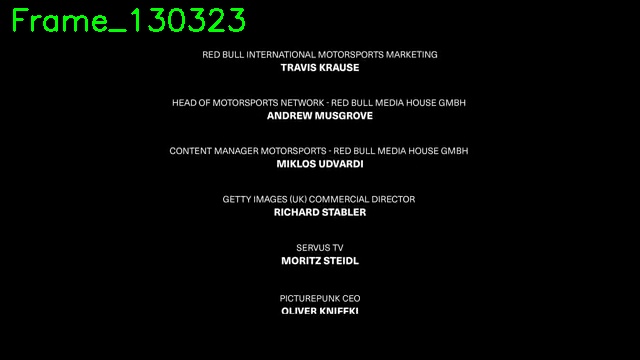 Frame_130323
RED BULL INTERNATIONAL MOTORSPORTS MARKETING
TRAVIS KRAUSE
HEAD OF MOTORSPORTS NETWORK - RED BULL MEDIA HOUSE GMBH
ANDREW MUSGROVE
CONTENT MANAGER MOTORSPORTS - RED BULL MEDIA HOUSE GMBH
MIKLOS UDVARDI
GETTY IMAGES (UK) COMMERCIAL DIRECTOR
RICHARD STABLER
SERVUS TV
MORITZ STEIDL
PICTUREPUNK CEO
OLIVER